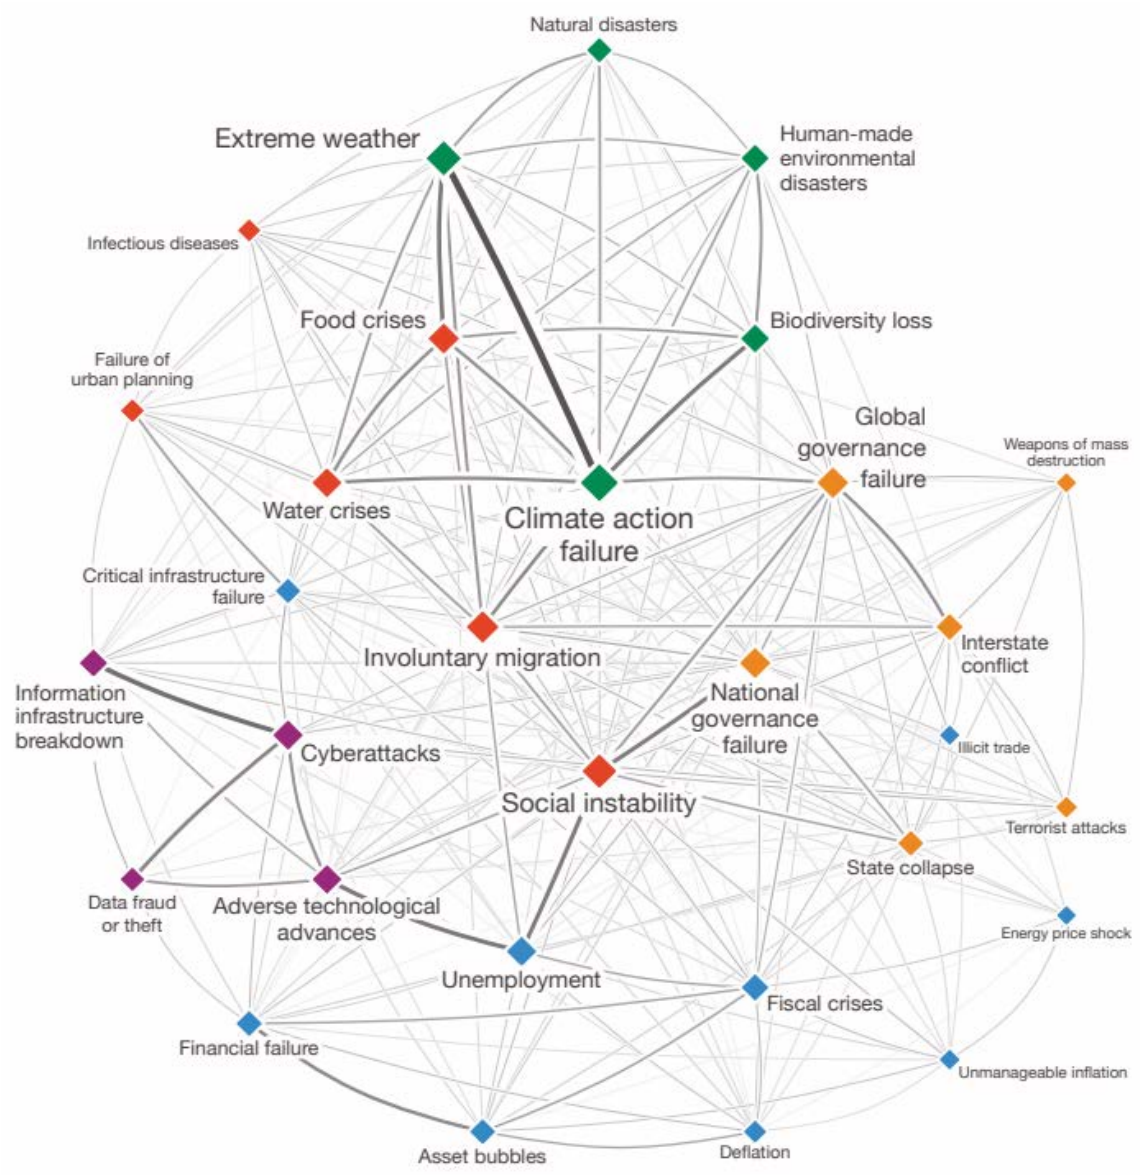 Natural disasters
Extreme weather
Human-made
environmental
disasters
Infectious diseases
Food crises
Biodiversity loss
Failure of
urban planning
Global
governance
failure
Weapons of mass
destruction
Water crises
Climate action
failure
Critical infrastructure
failure
Involuntary migration
Interstate
conflict
Information
infrastructure
breakdown
National
governance
failure
Cyberattacks
Illicit trade
Social instability
Terrorist attacks
State collapse
Data fraud
or theft
Adverse technological
advances
Energy price shock
Unemployment
Fiscal crises
Financial failure
Unmanageable inflation
Asset bubbles
Deflation